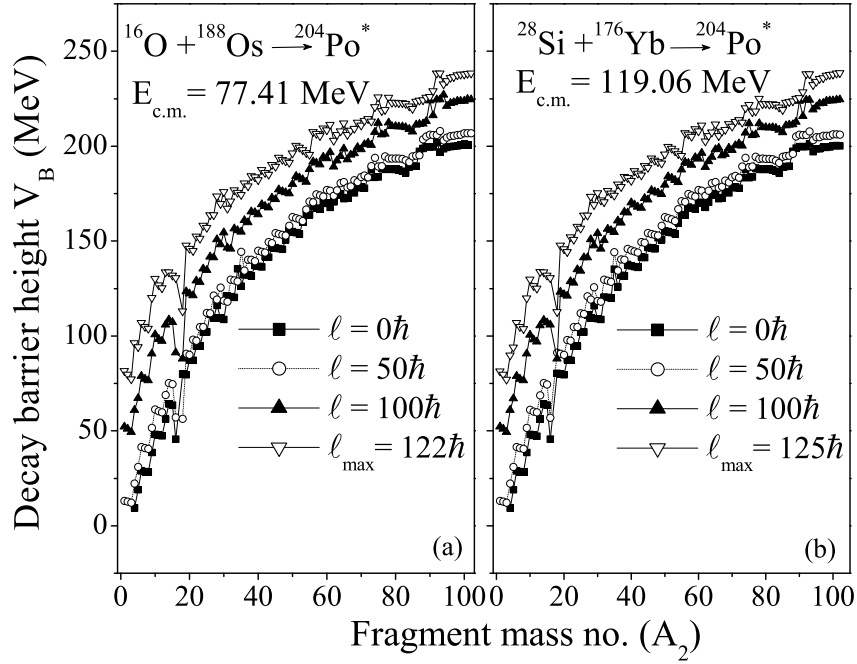 Decay barrier height V_B (MeV)
250
200
150
100
50
0
¹⁶O + ¹⁸⁸Os → ²⁰⁴Po*
E_c.m. = 77.41 MeV
ℓ = 0ħ
ℓ = 50ħ
ℓ = 100ħ
ℓ_max = 122ħ
(a)
0 20 40 60 80 100
²⁸Si + ¹⁷⁶Yb → ²⁰⁴Po*
E_c.m. = 119.06 MeV
ℓ = 0ħ
ℓ = 50ħ
ℓ = 100ħ
ℓ_max = 125ħ
(b)
0 20 40 60 80 100
Fragment mass no. (A₂)